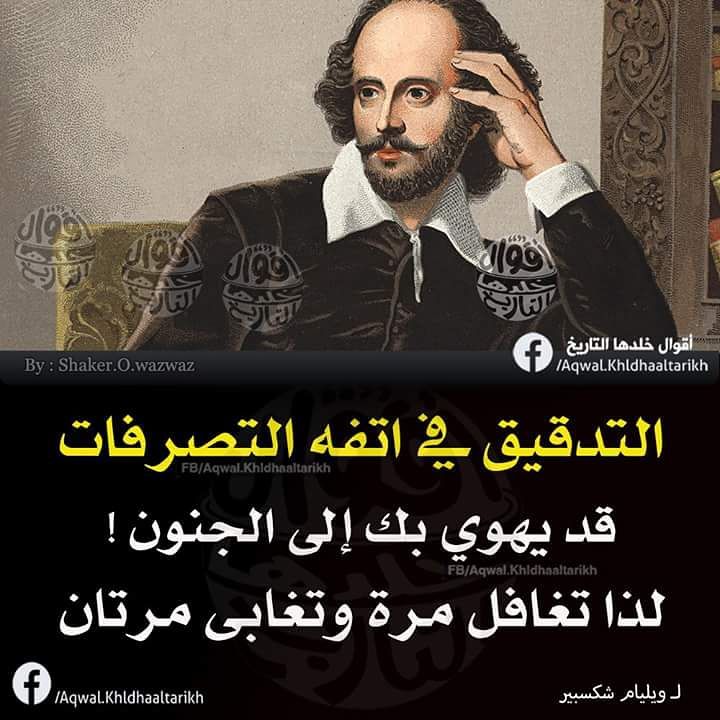 أقوال خلدها التاريخ
/Aqwal.Khldhaaltarikh
By : Shaker.O.wazwaz
التدقيق في اتفه التصرفات
FB/Aqwal.Khldhaaltarikh
قد يهوي بك إلى الجنون !
FB/Aqwal.Khldhaaltarikh
لذا تغافل مرة وتغابى مرتان
/Aqwal.Khldhaaltarikh
لـ ويليام شكسبير